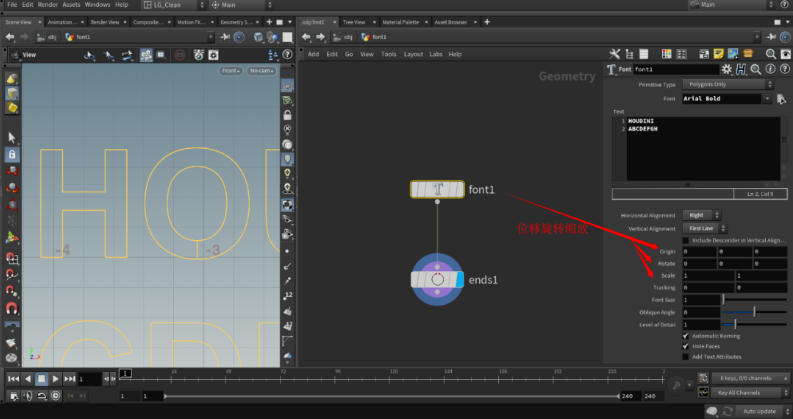 File Edit Render Assets Windows Help LG_Clean Main Main
Scene View Animation... Render View Composite... Motion FX... Geometry S... /obj/font1 Tree View Material Palette Asset Browser
obj font1 obj font1
View Add Edit Go View Tools Layout Labs Help
Front No cam
Geometry
Font font1
Primitive Type Polygons Only
Font Arial Bold
Text
1 HOUDINI
2 ABCDEFGH
Ln 2, Col 9
HOU
-4 -3
font1
ends1
位移旋转缩放
Horizontal Alignment Right
Vertical Alignment First Line
Include Descender in Vertical Align...
Origin 0 0 0
Rotate 0 0 0
Scale 1 1
Tracking 0 0
Font Size 1
Oblique Angle 0
Level of Detail 1
Automatic Kerning
Hole Faces
Add Text Attributes
1 1 24 48 72 96 120 144 168 192 216 2
0 keys, 0/0 channels
1 1 240 240 Key All Channels
Auto Update